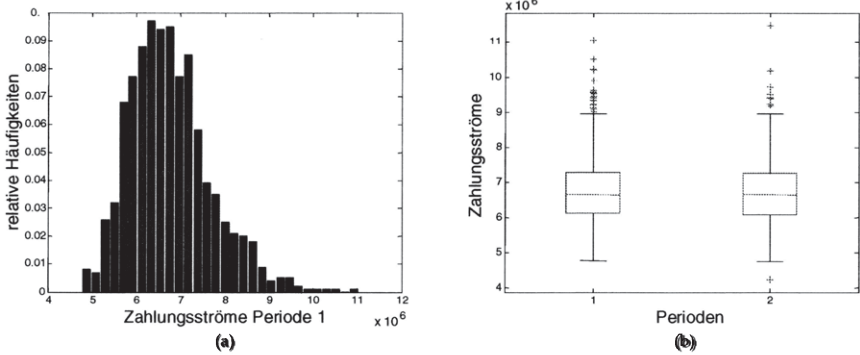 0.
0.09
0.08
0.07
0.06
0.05
0.04
0.03
0.02
0.01
0
relative Häufigkeiten
4 5 6 7 8 9 10 11 12
Zahlungsströme Periode 1
x 10⁶
(a)
x 10⁶
11
10
9
8
7
6
5
4
Zahlungsströme
1 2
Perioden
(b)